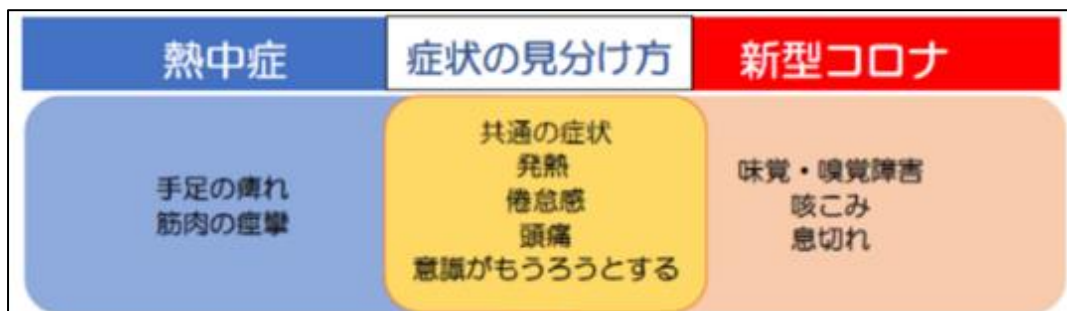 熱中症
症状の見分け方
新型コロナ
手足の痺れ
筋肉の痙攣
共通の症状
発熱
倦怠感
頭痛
意識がもうろうとする
味覚・嗅覚障害
咳こみ
息切れ